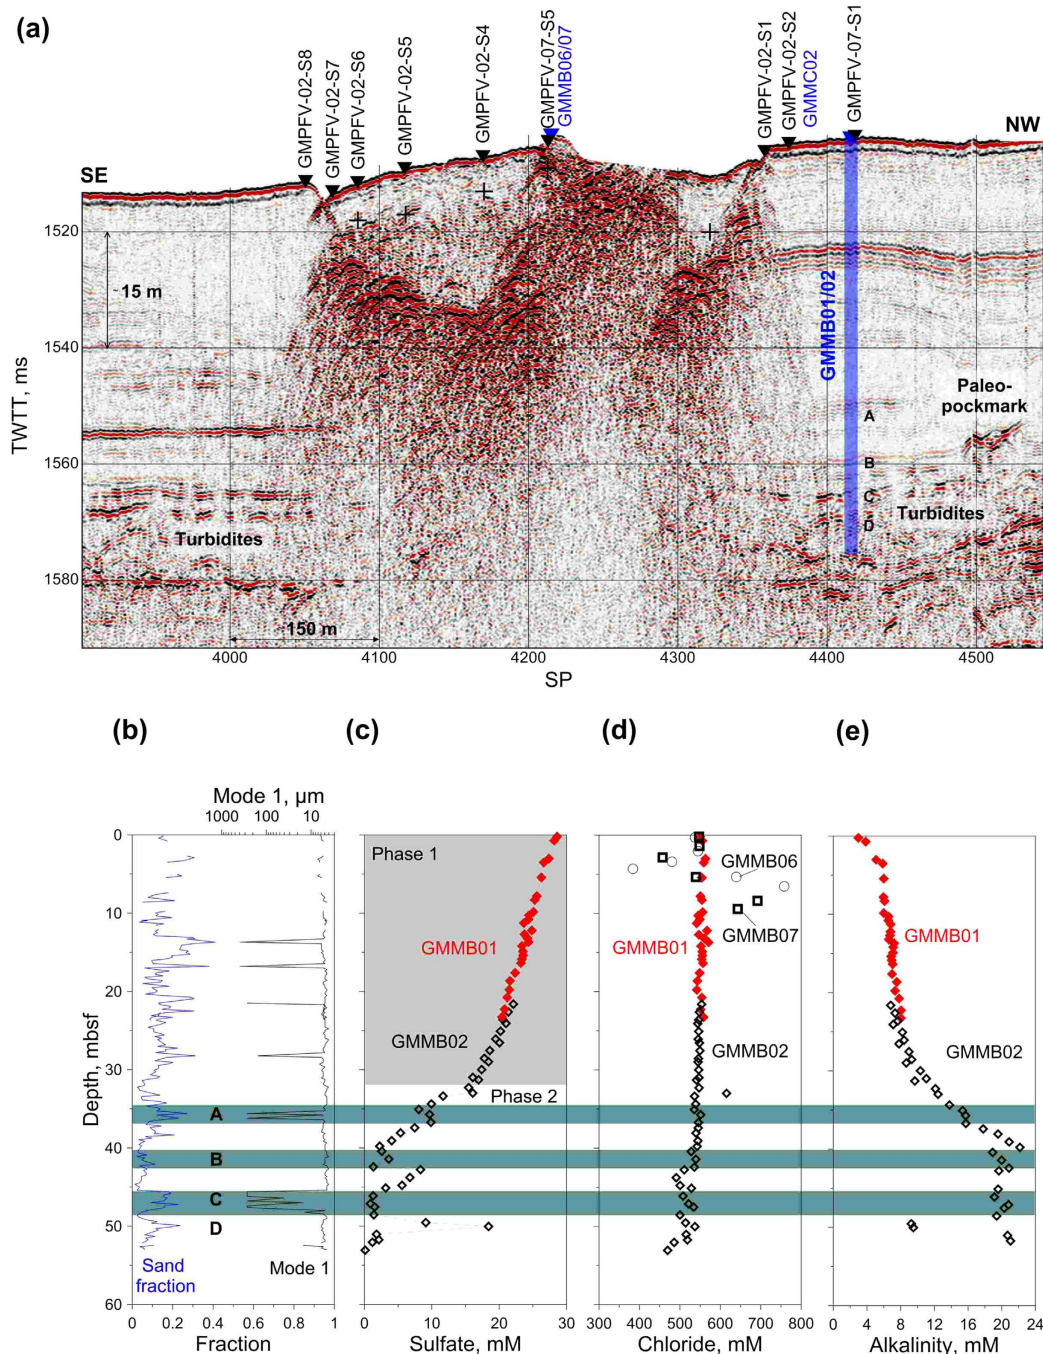 (a)
GMPFV-02-S8
GMPFV-02-S7
GMPFV-02-S6
GMPFV-02-S5
GMPFV-02-S4
GMPFV-07-S5
GMMB06/07
GMPFV-02-S1
GMPFV-02-S2
GMMC02
GMPFV-07-S1
SE
NW
1520
~15 m
1540
1560
1580
TWTT, ms
GMMB01/02
A
B
C
D
Paleo-
pockmark
Turbidites
Turbidites
150 m
4000
4100
4200
4300
4400
4500
SP
(b)
(c)
(d)
(e)
Mode 1, µm
1000
100
10
0
10
20
30
40
50
60
Depth, mbsf
A
B
C
D
Sand
fraction
Mode 1
0
0.2
0.4
0.6
0.8
1
Fraction
Phase 1
GMMB01
GMMB02
Phase 2
0
10
20
30
Sulfate, mM
GMMB06
GMMB07
GMMB01
GMMB02
300
400
500
600
700
800
Chloride, mM
GMMB01
GMMB02
0
4
8
12
16
20
24
Alkalinity, mM